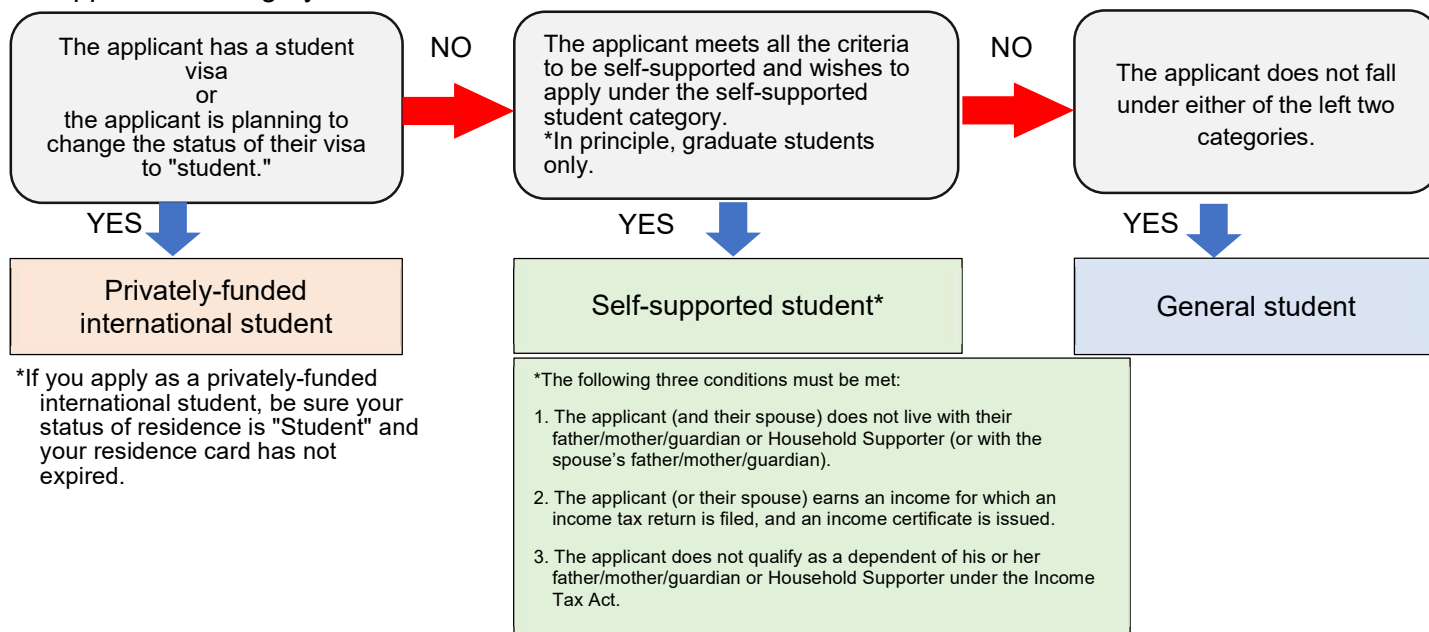 The applicant has a student
visa
or
the applicant is planning to
change the status of their visa
to "student."
NO
The applicant meets all the criteria
to be self-supported and wishes to
apply under the self-supported
student category.
*In principle, graduate students
only.
NO
The applicant does not fall
under either of the left two
categories.
YES
YES
YES
Privately-funded
international student
Self-supported student*
General student
*If you apply as a privately-funded
international student, be sure your
status of residence is "Student" and
your residence card has not
expired.
*The following three conditions must be met:
1. The applicant (and their spouse) does not live with their
father/mother/guardian or Household Supporter (or with the
spouse’s father/mother/guardian).
2. The applicant (or their spouse) earns an income for which an
income tax return is filed, and an income certificate is issued.
3. The applicant does not qualify as a dependent of his or her
father/mother/guardian or Household Supporter under the Income
Tax Act.